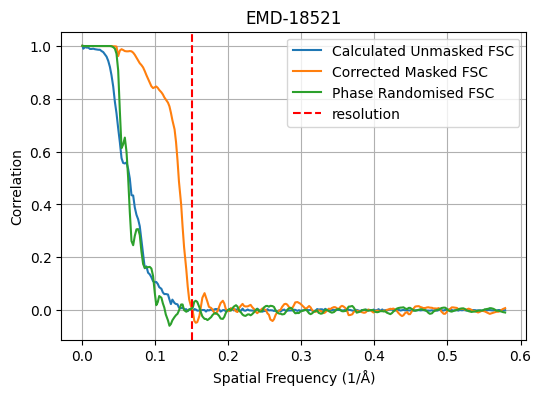 EMD-18521
1.0
0.8
0.6
0.4
0.2
0.0
Correlation
Calculated Unmasked FSC
Corrected Masked FSC
Phase Randomised FSC
resolution
0.0 0.1 0.2 0.3 0.4 0.5 0.6
Spatial Frequency (1/Å)